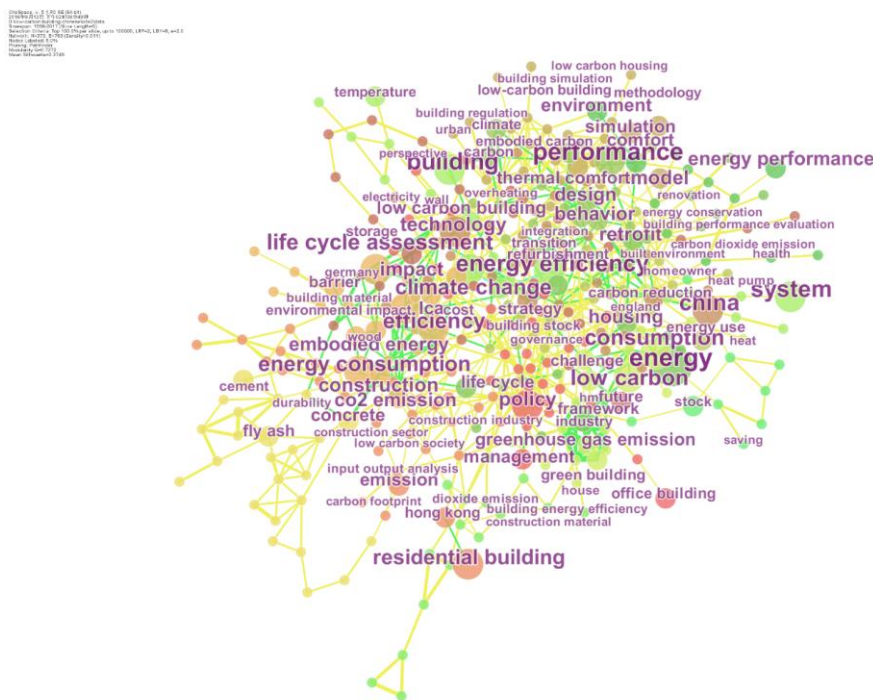 low carbon housing
building simulation
temperature
low-carbon building
methodology
building regulation
environment
urban
climate
simulation
embodied carbon
comfort
perspective
carbon
performance
building
energy performance
thermal comfort
model
electricity
wall
overheating
design
renovation
low carbon building
behavior
energy conservation
storage
technology
integration
retrofit
building performance evaluation
life cycle assessment
transition
carbon dioxide emission
refurbishment
built environment
health
germany
impact
energy efficiency
homeowner
barrier
heat pump
building material
climate change
carbon reduction
system
environmental impact
lca
cost
strategy
england
china
efficiency
building stock
housing
energy use
wood
governance
consumption
heat
embodied energy
energy consumption
challenge
energy
cement
construction
life cycle
low carbon
durability
co2 emission
policy
hm
future
stock
concrete
framework
fly ash
construction sector
construction industry
industry
low carbon society
greenhouse gas emission
saving
input output analysis
management
emission
green building
carbon footprint
dioxide emission
house
office building
hong kong
building energy efficiency
construction material
residential building